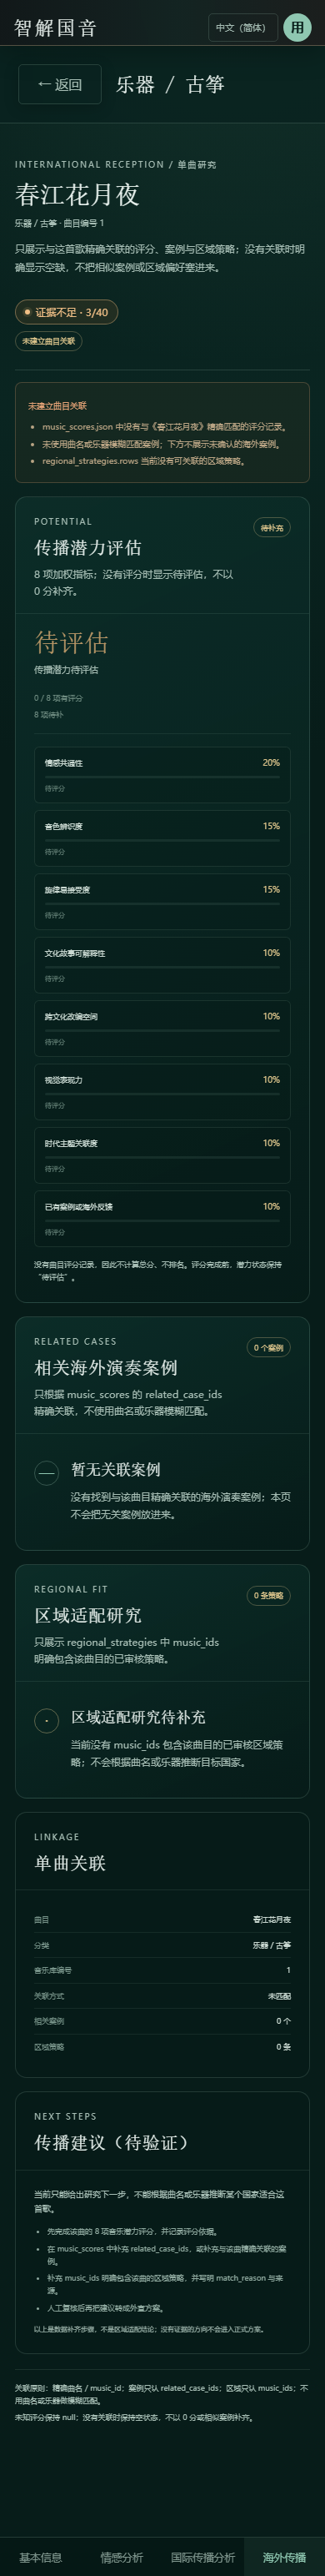 智解国音
中文（简体）
用
← 返回
乐器 / 古筝
INTERNATIONAL RECEPTION / 单曲研究
春江花月夜
乐器 / 古筝 · 曲目编号 1
只展示与这首歌精确关联的评分、案例与区域策略；没有关联时明
确显示空缺，不把相似案例或区域偏好塞进来。
证据不足 · 3/40
未建立曲目关联
未建立曲目关联
• music_scores.json 中没有与《春江花月夜》精确匹配的评分记录。
• 未使用曲名或乐器模糊匹配案例；下方不展示未确认的海外案例。
• regional_strategies.rows 当前没有可关联的区域策略。
POTENTIAL
待补充
传播潜力评估
8 项加权指标；没有评分时显示待评估，不以
0 分补齐。
待评估
传播潜力待评估
0 / 8 项有评分
8 项待补
情感共通性
20%
待评分
音色辨识度
15%
待评分
旋律易接受度
15%
待评分
文化故事可解释性
10%
待评分
跨文化改编空间
10%
待评分
视觉表现力
10%
待评分
时代主题关联度
10%
待评分
已有案例或海外反馈
10%
待评分
没有曲目评分记录，因此不计算总分、不排名。评分完成前，潜力状态保持
“待评估”。
RELATED CASES
0 个案例
相关海外演奏案例
只根据 music_scores 的 related_case_ids
精确关联，不使用曲名或乐器模糊匹配。
—
暂无关联案例
没有找到与该曲目精确关联的海外演奏案例；本页
不会把无关案例放进来。
REGIONAL FIT
0 条策略
区域适配研究
只展示 regional_strategies 中 music_ids
明确包含该曲目的已审核策略。
·
区域适配研究待补充
当前没有 music_ids 包含该曲目的已审核区域策
略；不会根据曲名或乐器推断目标国家。
LINKAGE
单曲关联
曲目
春江花月夜
分类
乐器 / 古筝
音乐库编号
1
关联方式
未匹配
相关案例
0 个
区域策略
0 条
NEXT STEPS
传播建议（待验证）
当前只能给出研究下一步，不能根据曲名或乐器推断某个国家适合这
首歌。
• 先完成该曲的 8 项音乐潜力评分，并记录评分依据。
• 在 music_scores 中补充 related_case_ids，或补充与该曲精确关联的案
例。
• 补充 music_ids 明确包含该曲的区域策略，并写明 match_reason 与来
源。
• 人工复核后再把建议转成外宣方案。
以上是数据补齐步骤，不是区域适配结论；没有证据的方向不会进入正式方案。
关联原则：精确曲名 / music_id；案例只认 related_case_ids；区域只认 music_ids；不
用曲名或乐器做模糊匹配。
未知评分保持 null；没有关联时保持空状态，不以 0 分或相似案例补齐。
基本信息
情感分析
国际传播分析
海外传播